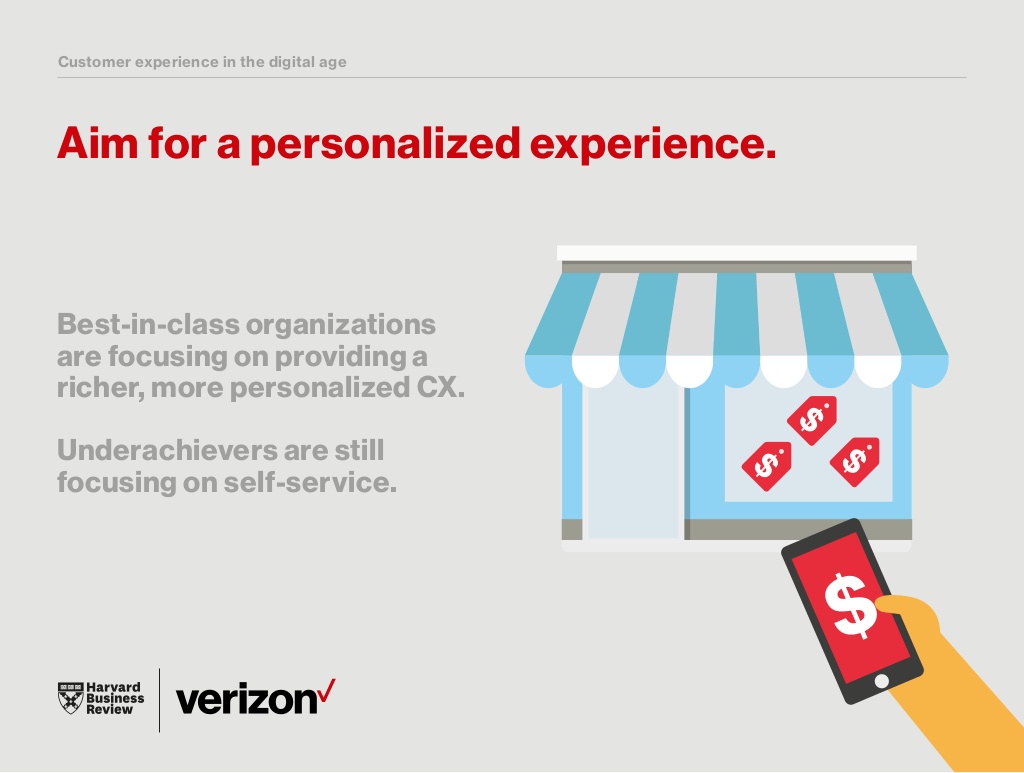 Customer experience in the digital age
Aim for a personalized experience.
Best-in-class organizations
are focusing on providing a
richer, more personalized CX.
Underachievers are still
focusing on self-service.
$
$
$
$
Harvard
Business
Review
verizon✓